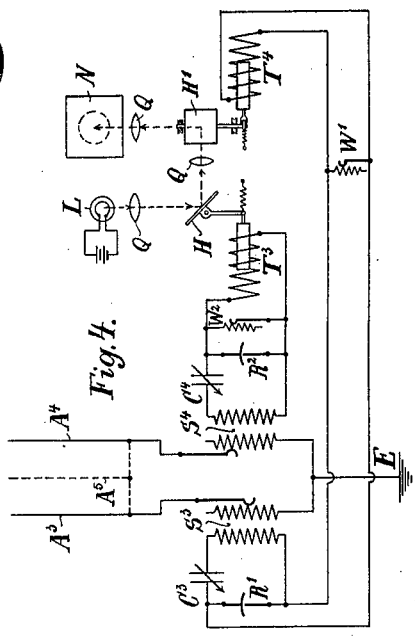 Fig. 4.
A³
A⁴
A⁵
C³
S³
R¹
E
S⁴
C⁴
R²
W²
T³
H
Q
L
Q
H¹
Q
N
T⁴
W¹